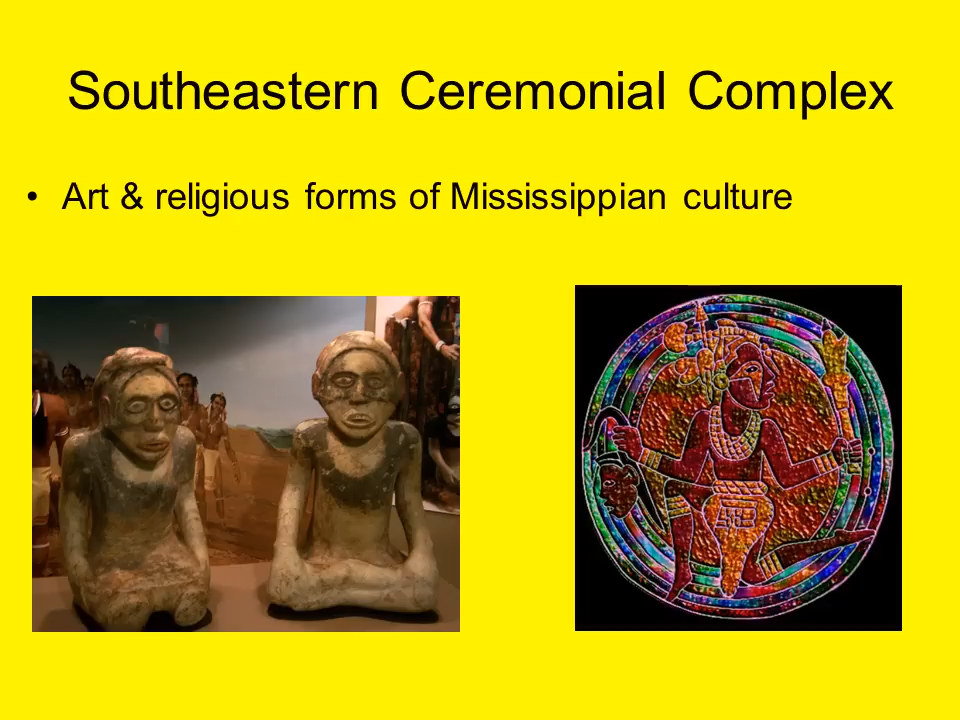 Southeastern Ceremonial Complex
• Art & religious forms of Mississippian culture